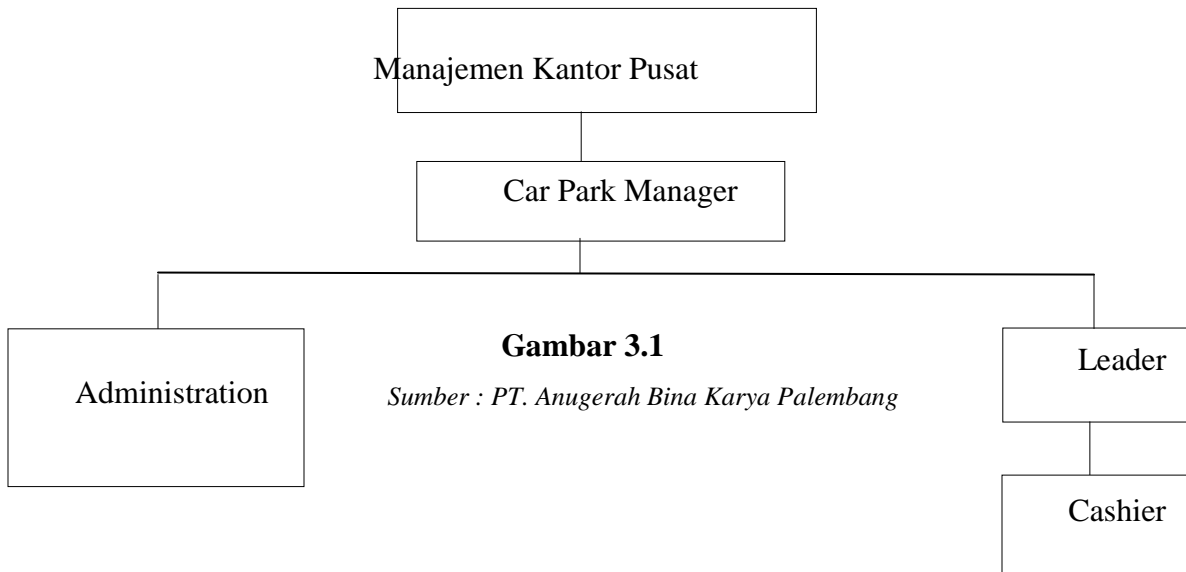 Manajemen Kantor Pusat
Car Park Manager
Gambar 3.1
Leader
Administration
Sumber : PT. Anugerah Bina Karya Palembang
Cashier